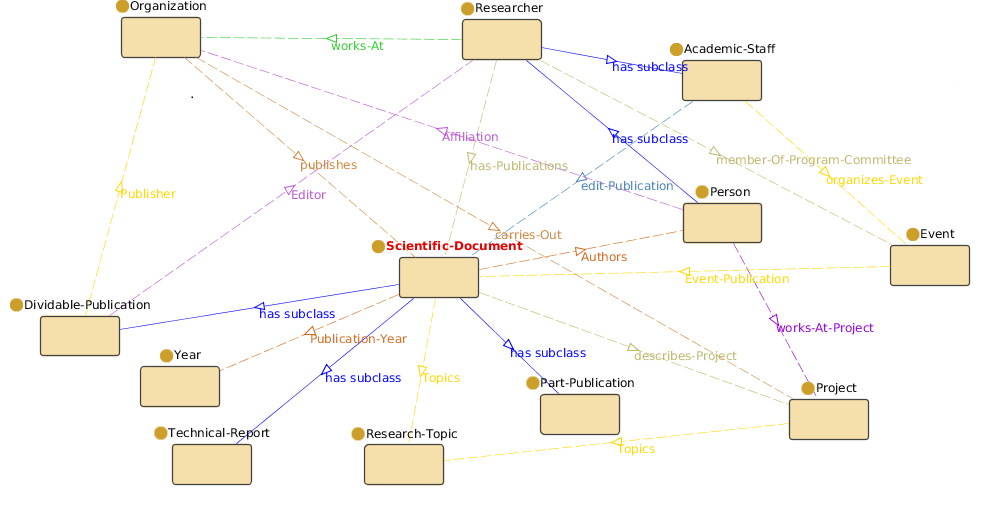 Organization
Researcher
works-At
Academic-Staff
has subclass
Affiliation
has subclass
publishes
has-Publications
member-Of-Program-Committee
Publisher
Editor
edit-Publication
organizes-Event
Person
carries-Out
Event
Scientific-Document
Authors
Event-Publication
Dividable-Publication
has subclass
works-At-Project
Publication-Year
Year
has subclass
describes-Project
has subclass
Topics
Part-Publication
Project
Technical-Report
Research-Topic
Topics